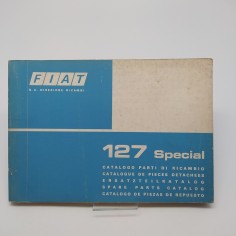 FIAT
D.C. DIREZIONE RICAMBI
127 Special
CATALOGO PARTI DI RICAMBIO
CATALOGUE DE PIECES DETACHEES
ERSATZTEILKATALOG
SPARE PARTS CATALOG
CATALOGO DE PIEZAS DE REPUESTO